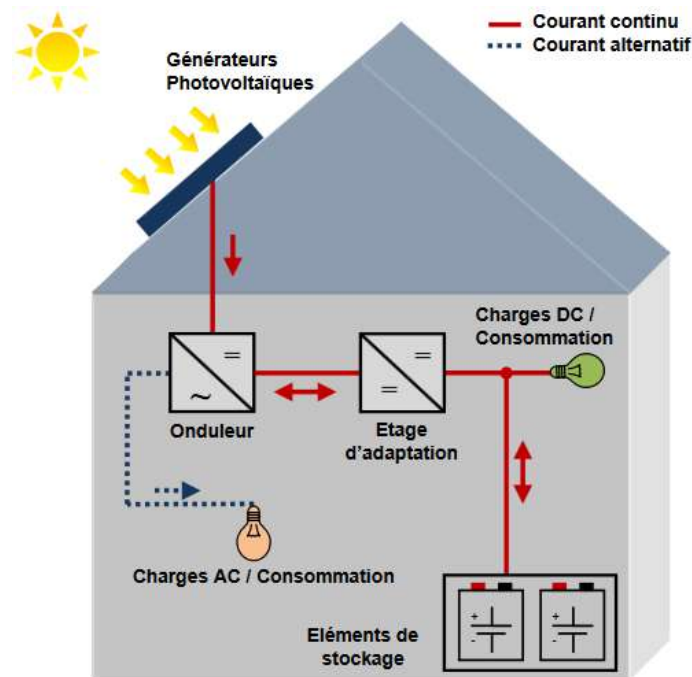 Courant continu
Courant alternatif
Générateurs
Photovoltaïques
Charges DC /
Consommation
Onduleur
Etage
d'adaptation
Charges AC / Consommation
Eléments de
stockage
+
-
+
-